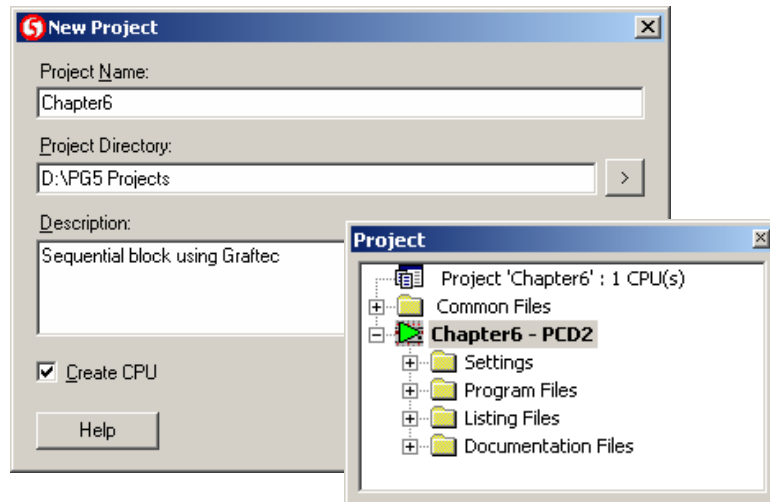 New Project
Project Name:
Chapter6
Project Directory:
D:\PG5 Projects
>
Description:
Sequential block using Graftec
Create CPU
Help
Project
Project 'Chapter6' : 1 CPU(s)
Common Files
Chapter6 - PCD2
Settings
Program Files
Listing Files
Documentation Files